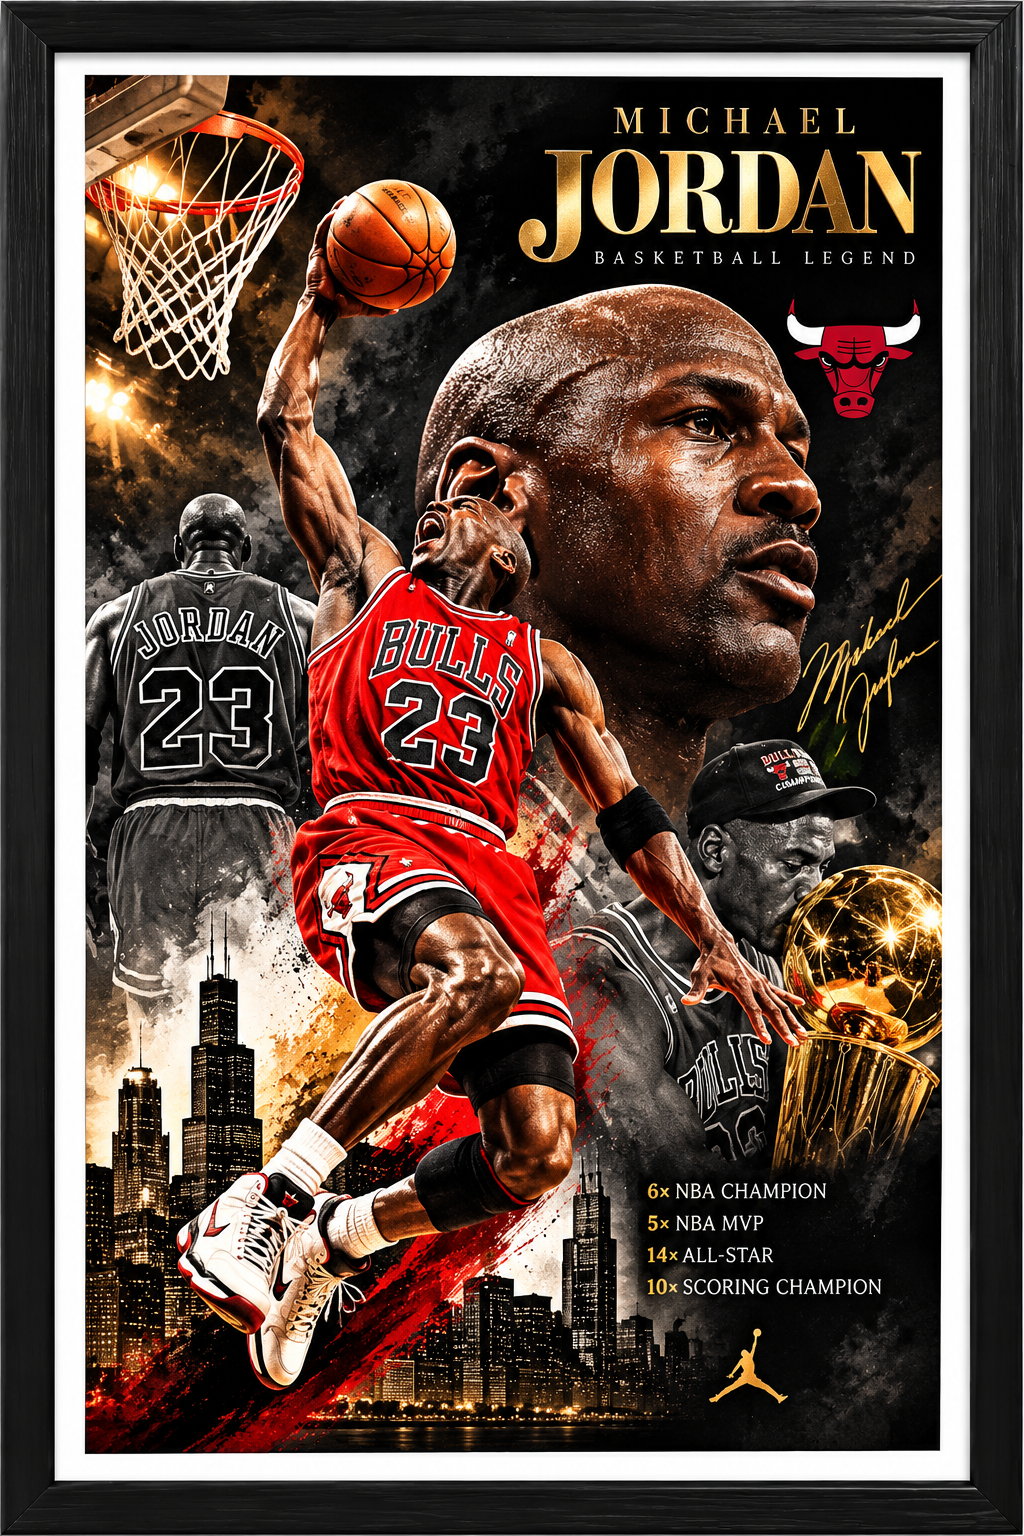 MICHAEL
JORDAN
BASKETBALL LEGEND
JORDAN
23
BULLS
23
BULLS
6× NBA CHAMPION
5× NBA MVP
14× ALL-STAR
10× SCORING CHAMPION